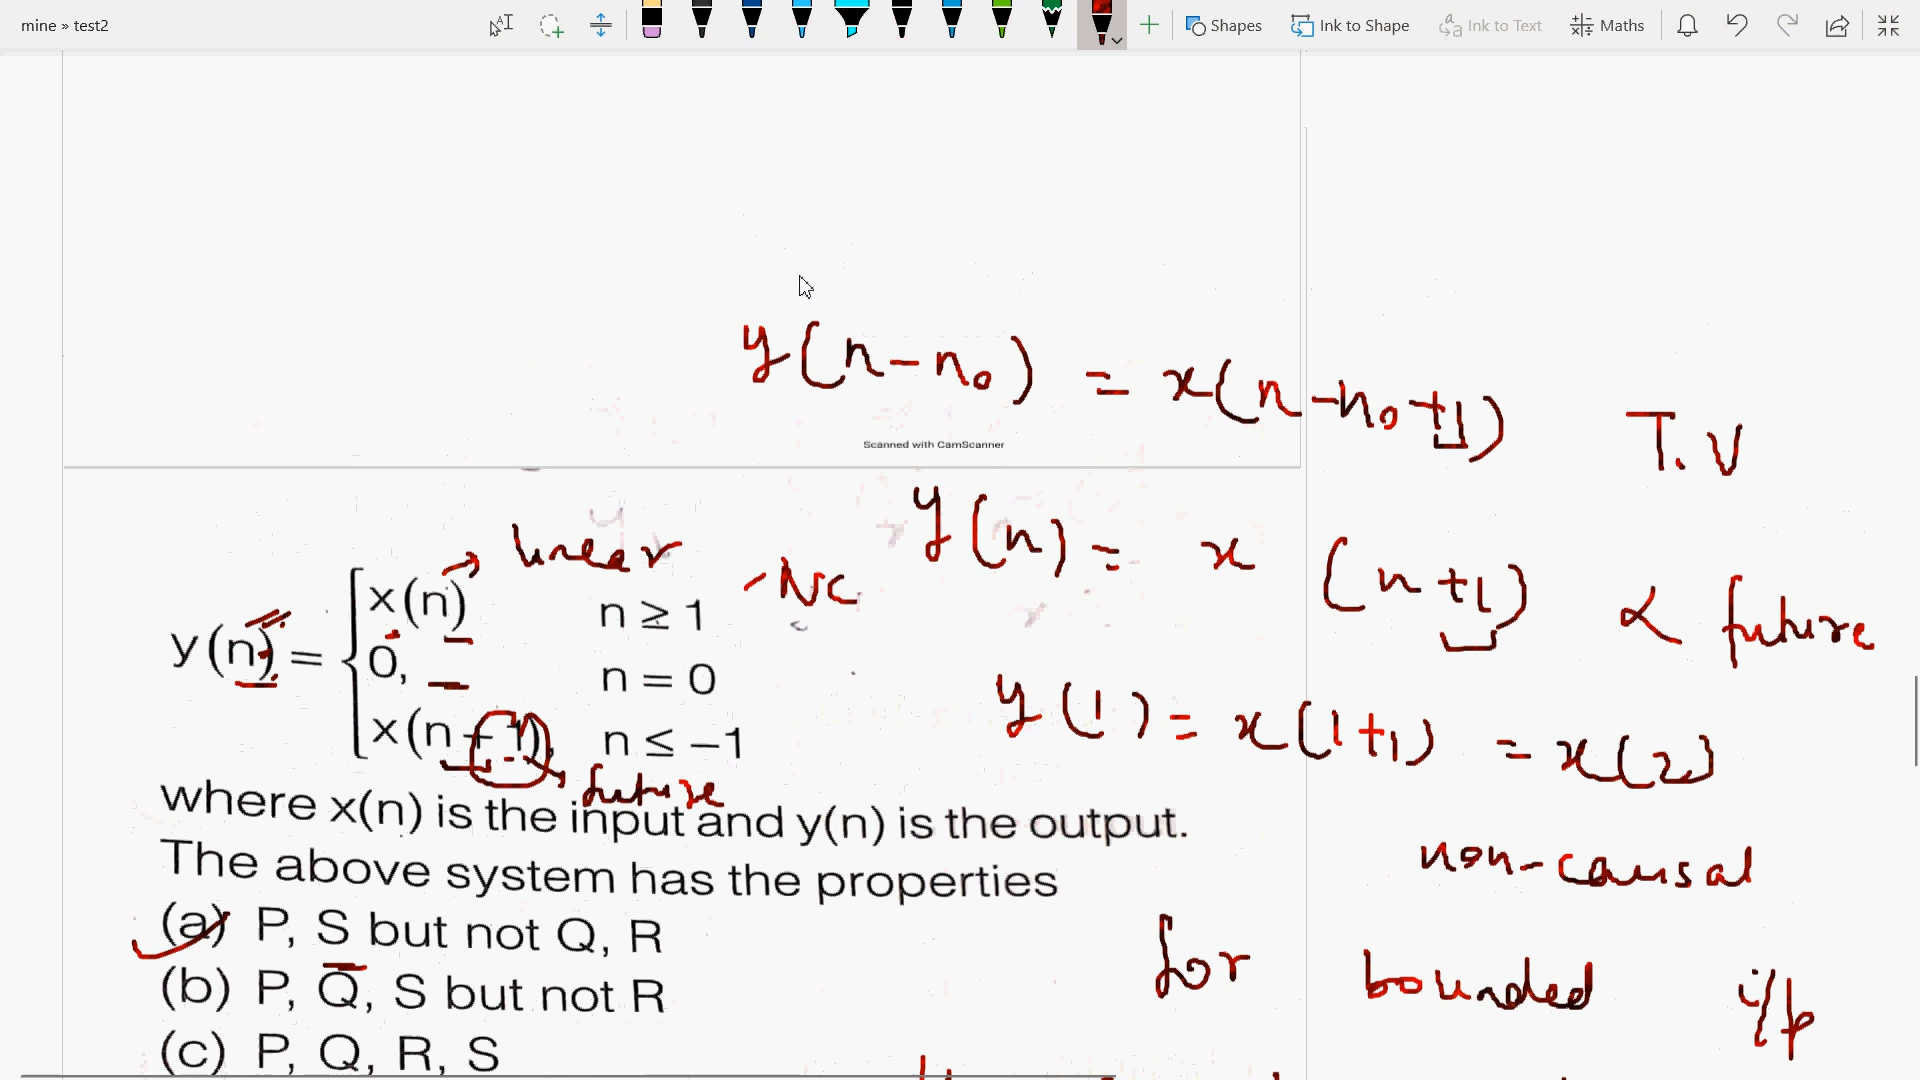 mine » test2
Shapes Ink to Shape Ink to Text Maths
y(n-n₀) = x(n-n₀+1) T.V
Scanned with CamScanner
y(n) = x(n+1) α future
linear - NC
x(n) n ≥ 1
y(n) = 0, n = 0
x(n+1), n ≤ −1
future
y(1) = x(1+1) = x(2)
where x(n) is the input and y(n) is the output.
non-causal
The above system has the properties
(a) P, S but not Q, R
for bounded i/p
(b) P, Q, S but not R
(c) P, Q, R, S